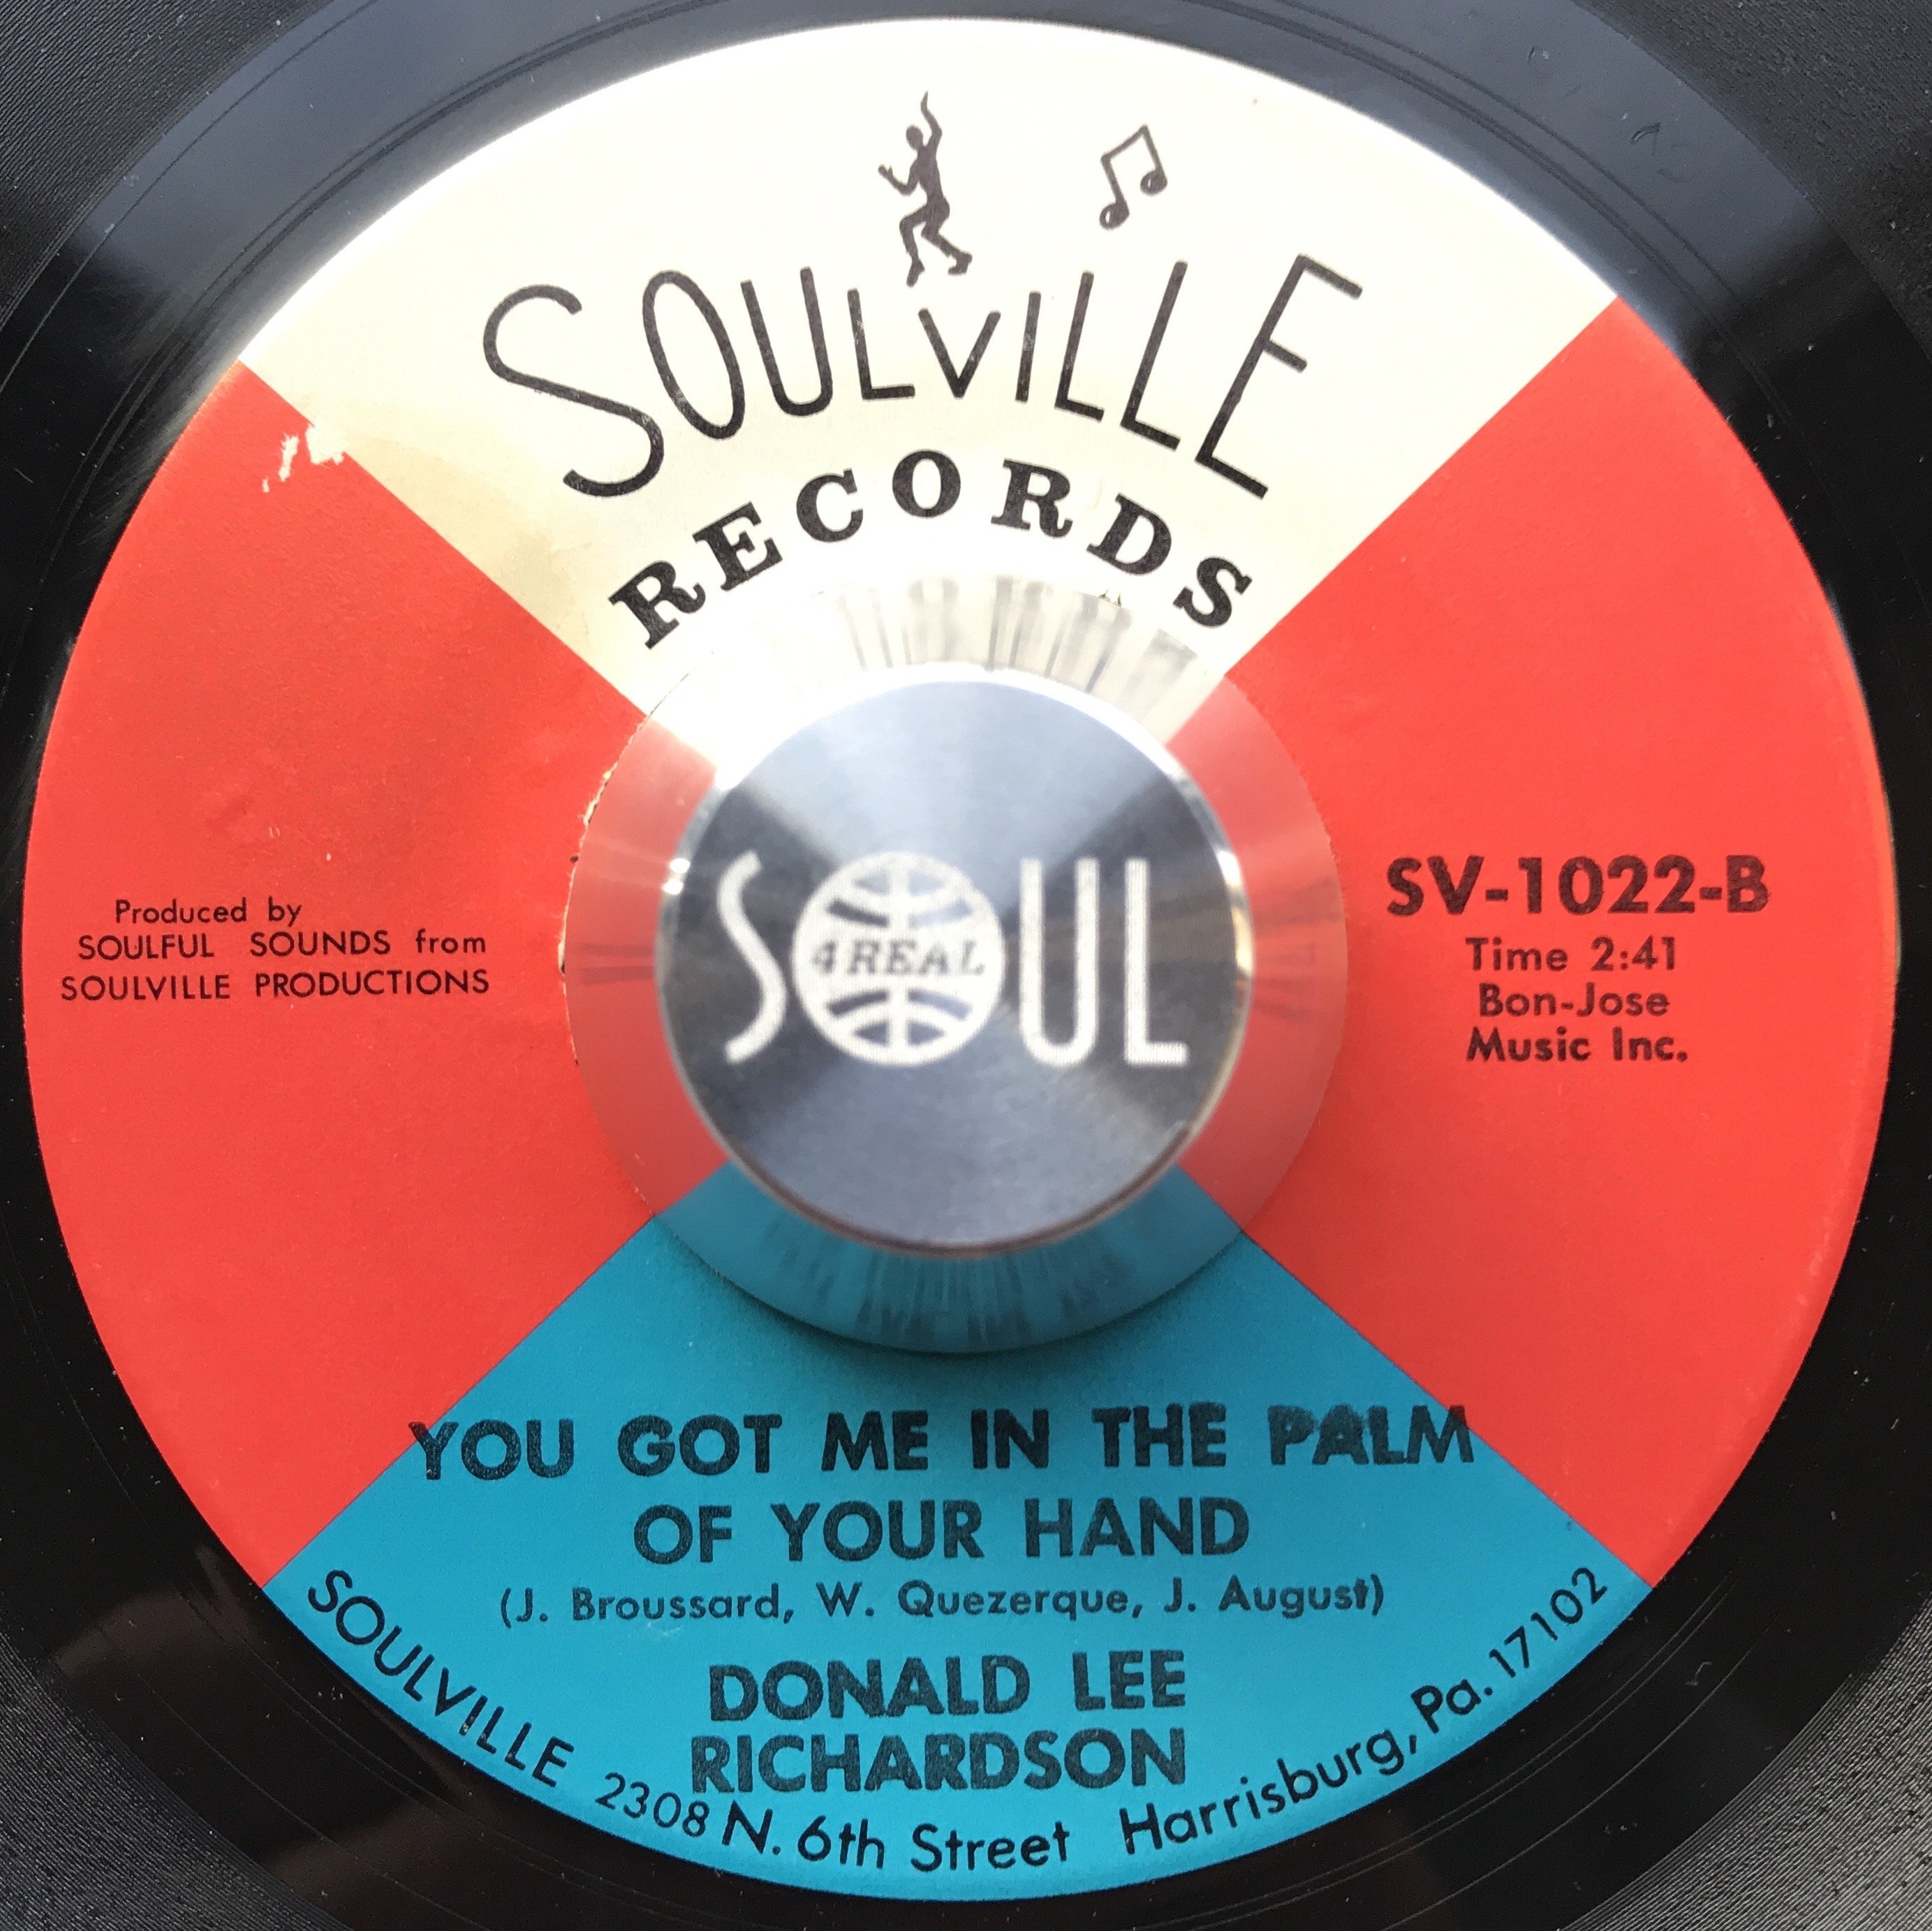 SOULVILLE
RECORDS
Produced by
SOULFUL SOUNDS from
SOULVILLE PRODUCTIONS
SOUL
4 REAL
SV-1022-B
Time 2:41
Bon-Jose
Music Inc.
YOU GOT ME IN THE PALM
OF YOUR HAND
(J. Broussard, W. Quezerque, J. August)
DONALD LEE
RICHARDSON
SOULVILLE 2308 N. 6th Street Harrisburg, Pa. 17102